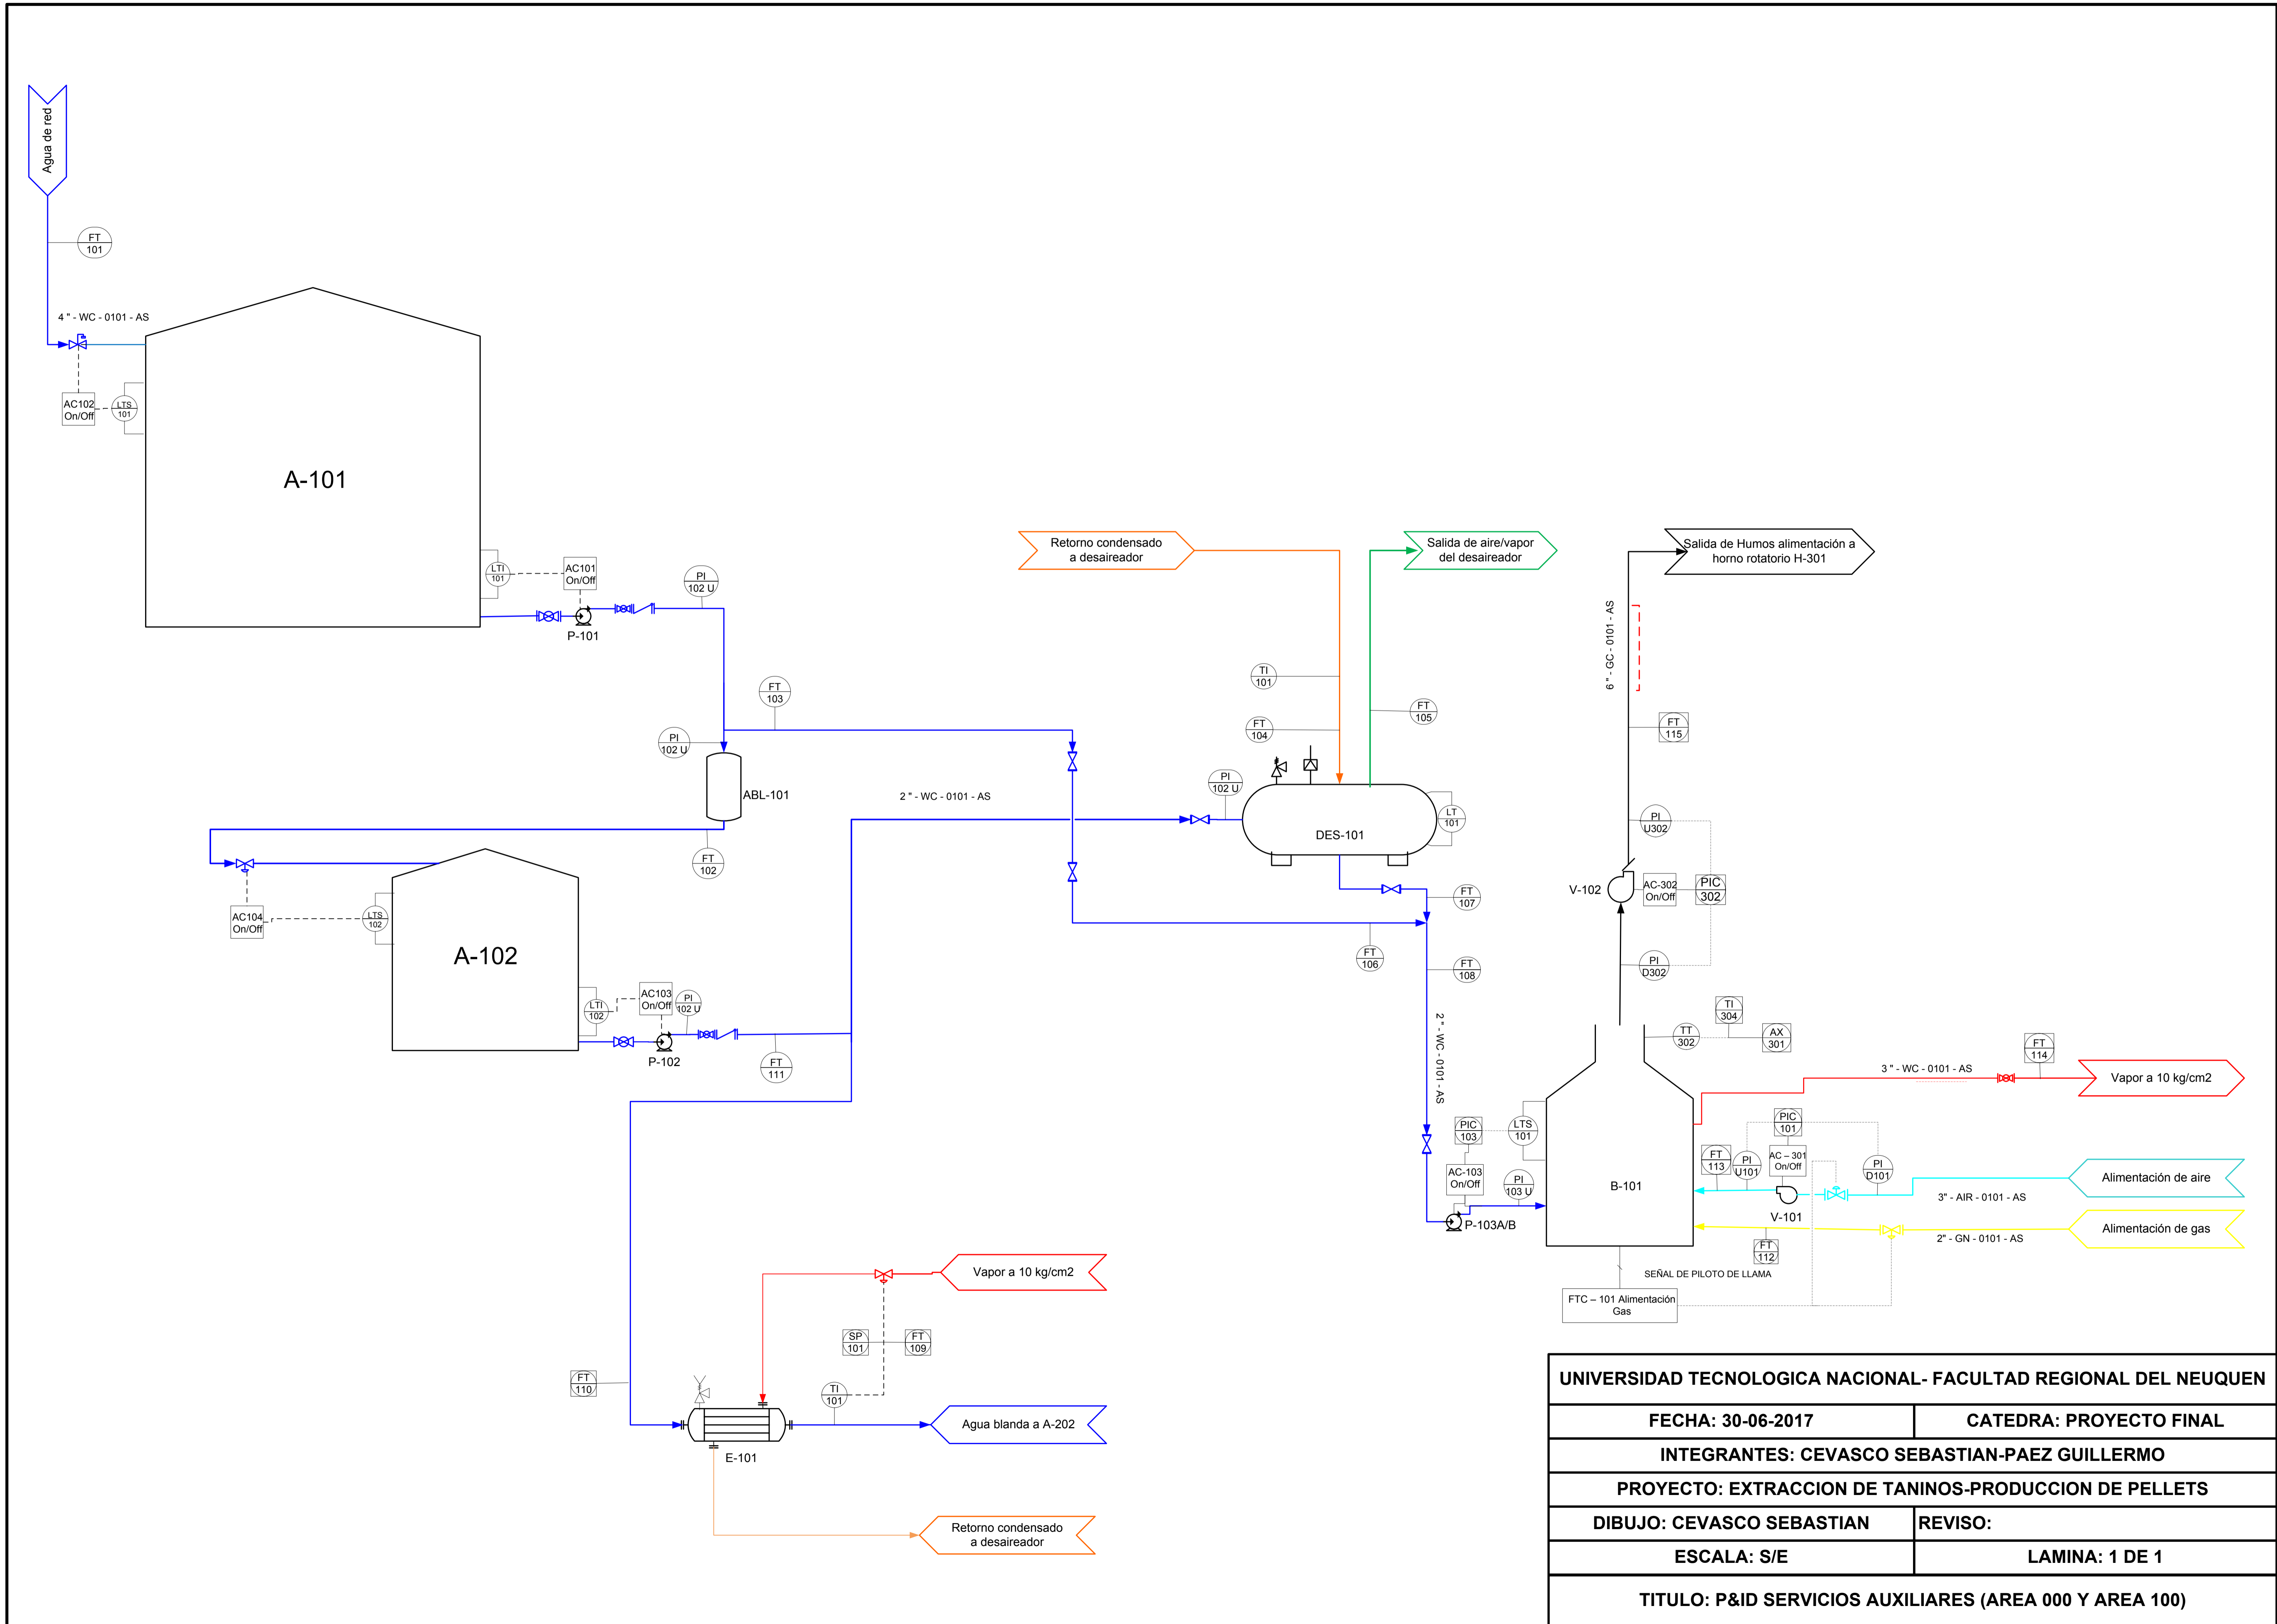 Agua de red
FT
101
4 " - WC - 0101 - AS
AC102
On/Off
LTS
101
A-101
LTI
101
AC101
On/Off
P-101
PI
102 U
FT
103
PI
102 U
ABL-101
FT
102
AC104
On/Off
LTS
102
A-102
LTI
102
AC103
On/Off
PI
102 U
P-102
FT
111
2 " - WC - 0101 - AS
Retorno condensado
a desaireador
Salida de aire/vapor
del desaireador
Salida de Humos alimentación a
horno rotatorio H-301
TI
101
FT
104
FT
105
PI
102 U
DES-101
LT
101
FT
107
FT
106
FT
108
2 " - WC - 0101 - AS
6 " - GC - 0101 - AS
FT
115
PI
U302
V-102
AC-302
On/Off
PIC
302
PI
D302
TI
304
TT
302
AX
301
FT
114
3 " - WC - 0101 - AS
Vapor a 10 kg/cm2
PIC
103
LTS
101
AC-103
On/Off
PI
103 U
P-103A/B
B-101
PIC
101
FT
113
PI
U101
AC – 301
On/Off
PI
D101
Alimentación de aire
3" - AIR - 0101 - AS
V-101
Alimentación de gas
2" - GN - 0101 - AS
FT
112
SEÑAL DE PILOTO DE LLAMA
FTC – 101 Alimentación
Gas
Vapor a 10 kg/cm2
SP
101
FT
109
FT
110
TI
101
Agua blanda a A-202
E-101
Retorno condensado
a desaireador
UNIVERSIDAD TECNOLOGICA NACIONAL- FACULTAD REGIONAL DEL NEUQUEN
FECHA: 30-06-2017
CATEDRA: PROYECTO FINAL
INTEGRANTES: CEVASCO SEBASTIAN-PAEZ GUILLERMO
PROYECTO: EXTRACCION DE TANINOS-PRODUCCION DE PELLETS
DIBUJO: CEVASCO SEBASTIAN
REVISO:
ESCALA: S/E
LAMINA: 1 DE 1
TITULO: P&ID SERVICIOS AUXILIARES (AREA 000 Y AREA 100)